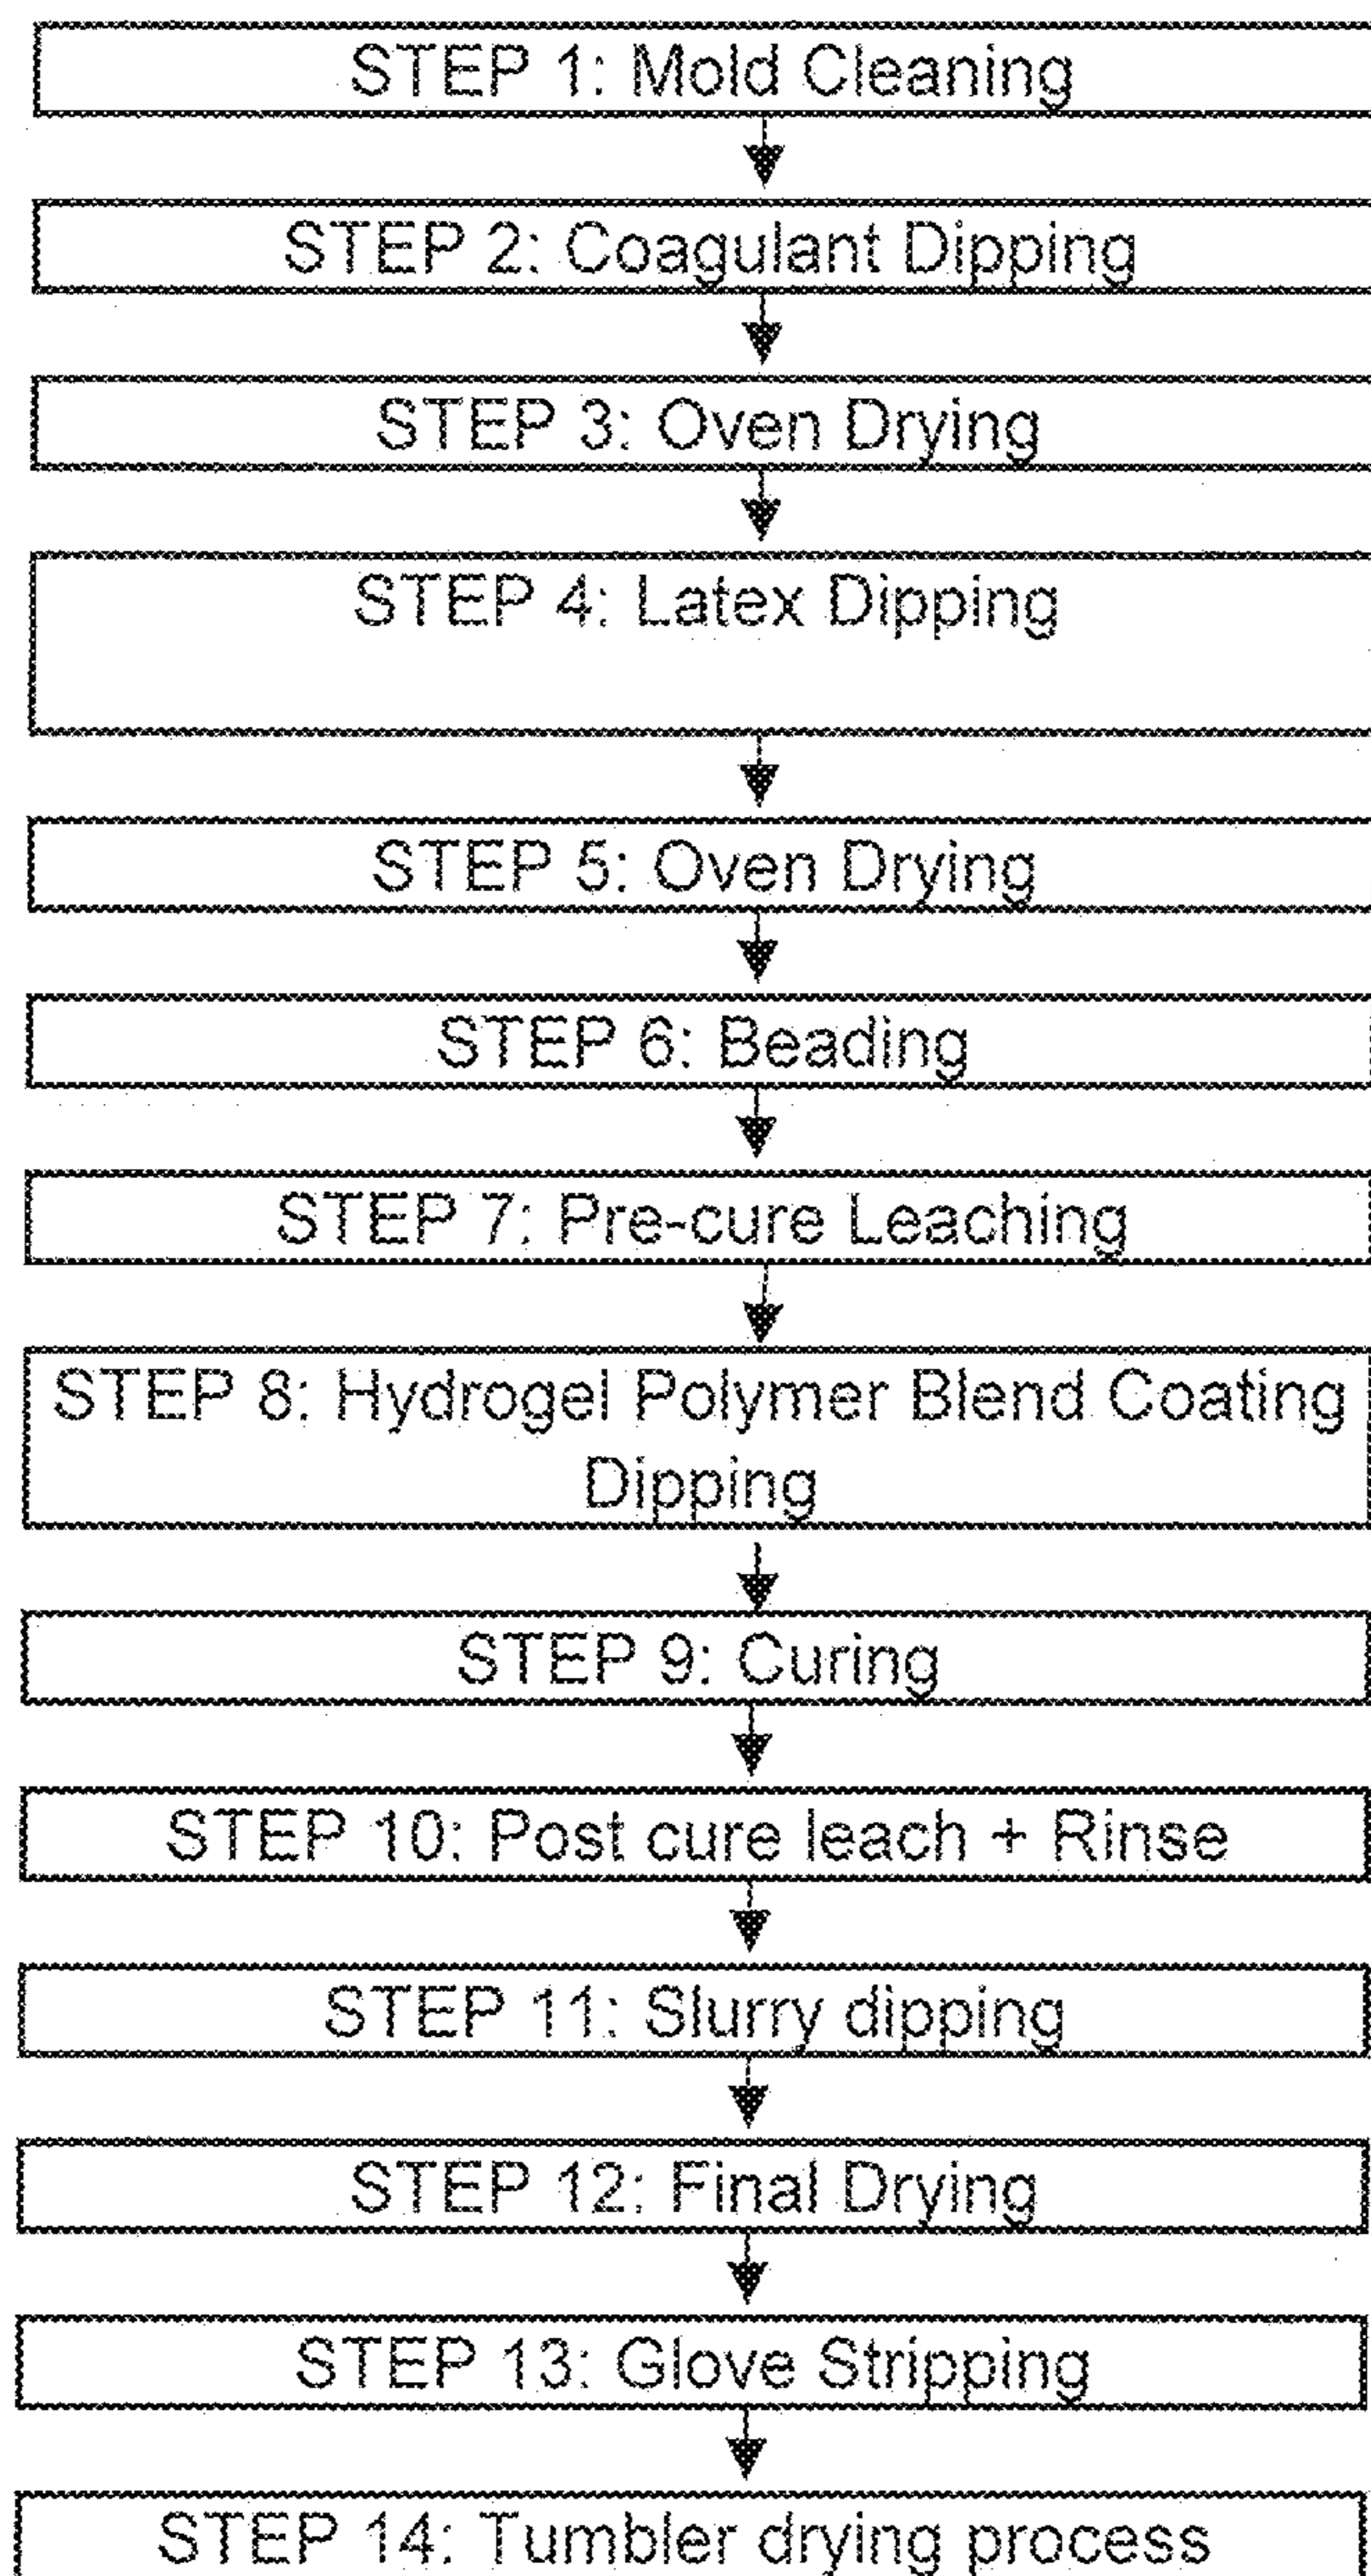 STEP 1: Mold Cleaning
STEP 2: Coagulant Dipping
STEP 3: Oven Drying
STEP 4: Latex Dipping
STEP 5: Oven Drying
STEP 6: Beading
STEP 7: Pre-cure Leaching
STEP 8: Hydrogel Polymer Blend Coating
Dipping
STEP 9: Curing
STEP 10: Post cure leach + Rinse
STEP 11: Slurry dipping
STEP 12: Final Drying
STEP 13: Glove Stripping
STEP 14: Tumbler drying process